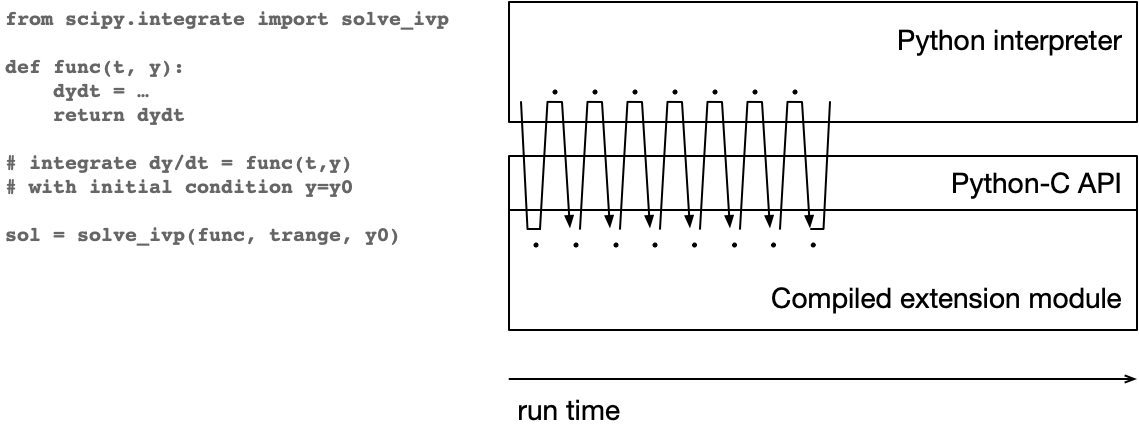 from scipy.integrate import solve_ivp
def func(t, y):
    dydt = …
    return dydt
# integrate dy/dt = func(t,y)
# with initial condition y=y0
sol = solve_ivp(func, trange, y0)
Python interpreter
Python-C API
Compiled extension module
run time